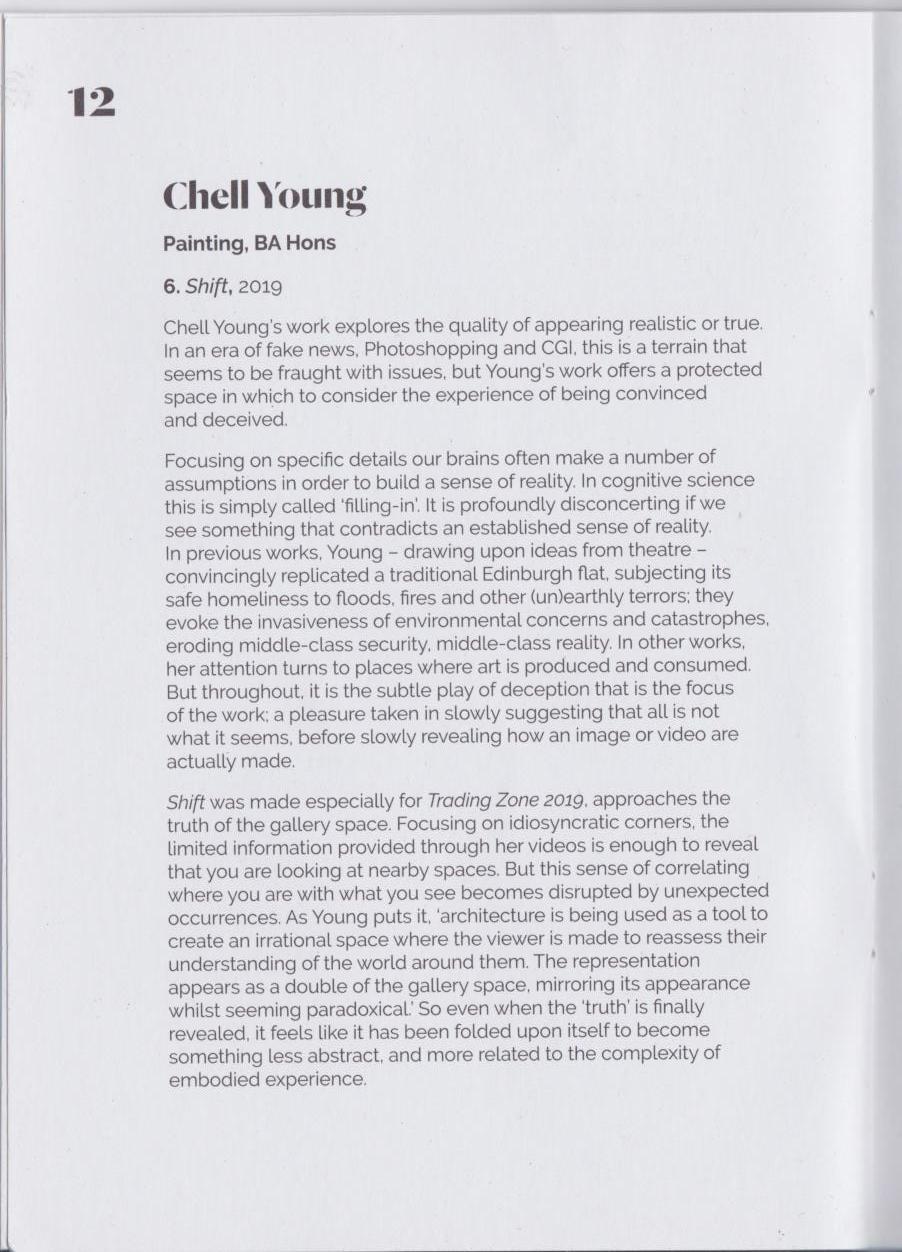 12
Chell Young
Painting, BA Hons
6. Shift, 2019
Chell Young's work explores the quality of appearing realistic or true.
In an era of fake news, Photoshopping and CGI, this is a terrain that
seems to be fraught with issues, but Young's work offers a protected
space in which to consider the experience of being convinced
and deceived.
Focusing on specific details our brains often make a number of
assumptions in order to build a sense of reality. In cognitive science
this is simply called 'filling-in'. It is profoundly disconcerting if we
see something that contradicts an established sense of reality.
In previous works, Young – drawing upon ideas from theatre –
convincingly replicated a traditional Edinburgh flat, subjecting its
safe homeliness to floods, fires and other (un)earthly terrors; they
evoke the invasiveness of environmental concerns and catastrophes,
eroding middle-class security, middle-class reality. In other works,
her attention turns to places where art is produced and consumed.
But throughout, it is the subtle play of deception that is the focus
of the work; a pleasure taken in slowly suggesting that all is not
what it seems, before slowly revealing how an image or video are
actually made.
Shift was made especially for Trading Zone 2019, approaches the
truth of the gallery space. Focusing on idiosyncratic corners, the
limited information provided through her videos is enough to reveal
that you are looking at nearby spaces. But this sense of correlating
where you are with what you see becomes disrupted by unexpected
occurrences. As Young puts it, 'architecture is being used as a tool to
create an irrational space where the viewer is made to reassess their
understanding of the world around them. The representation
appears as a double of the gallery space, mirroring its appearance
whilst seeming paradoxical.' So even when the 'truth' is finally
revealed, it feels like it has been folded upon itself to become
something less abstract, and more related to the complexity of
embodied experience.